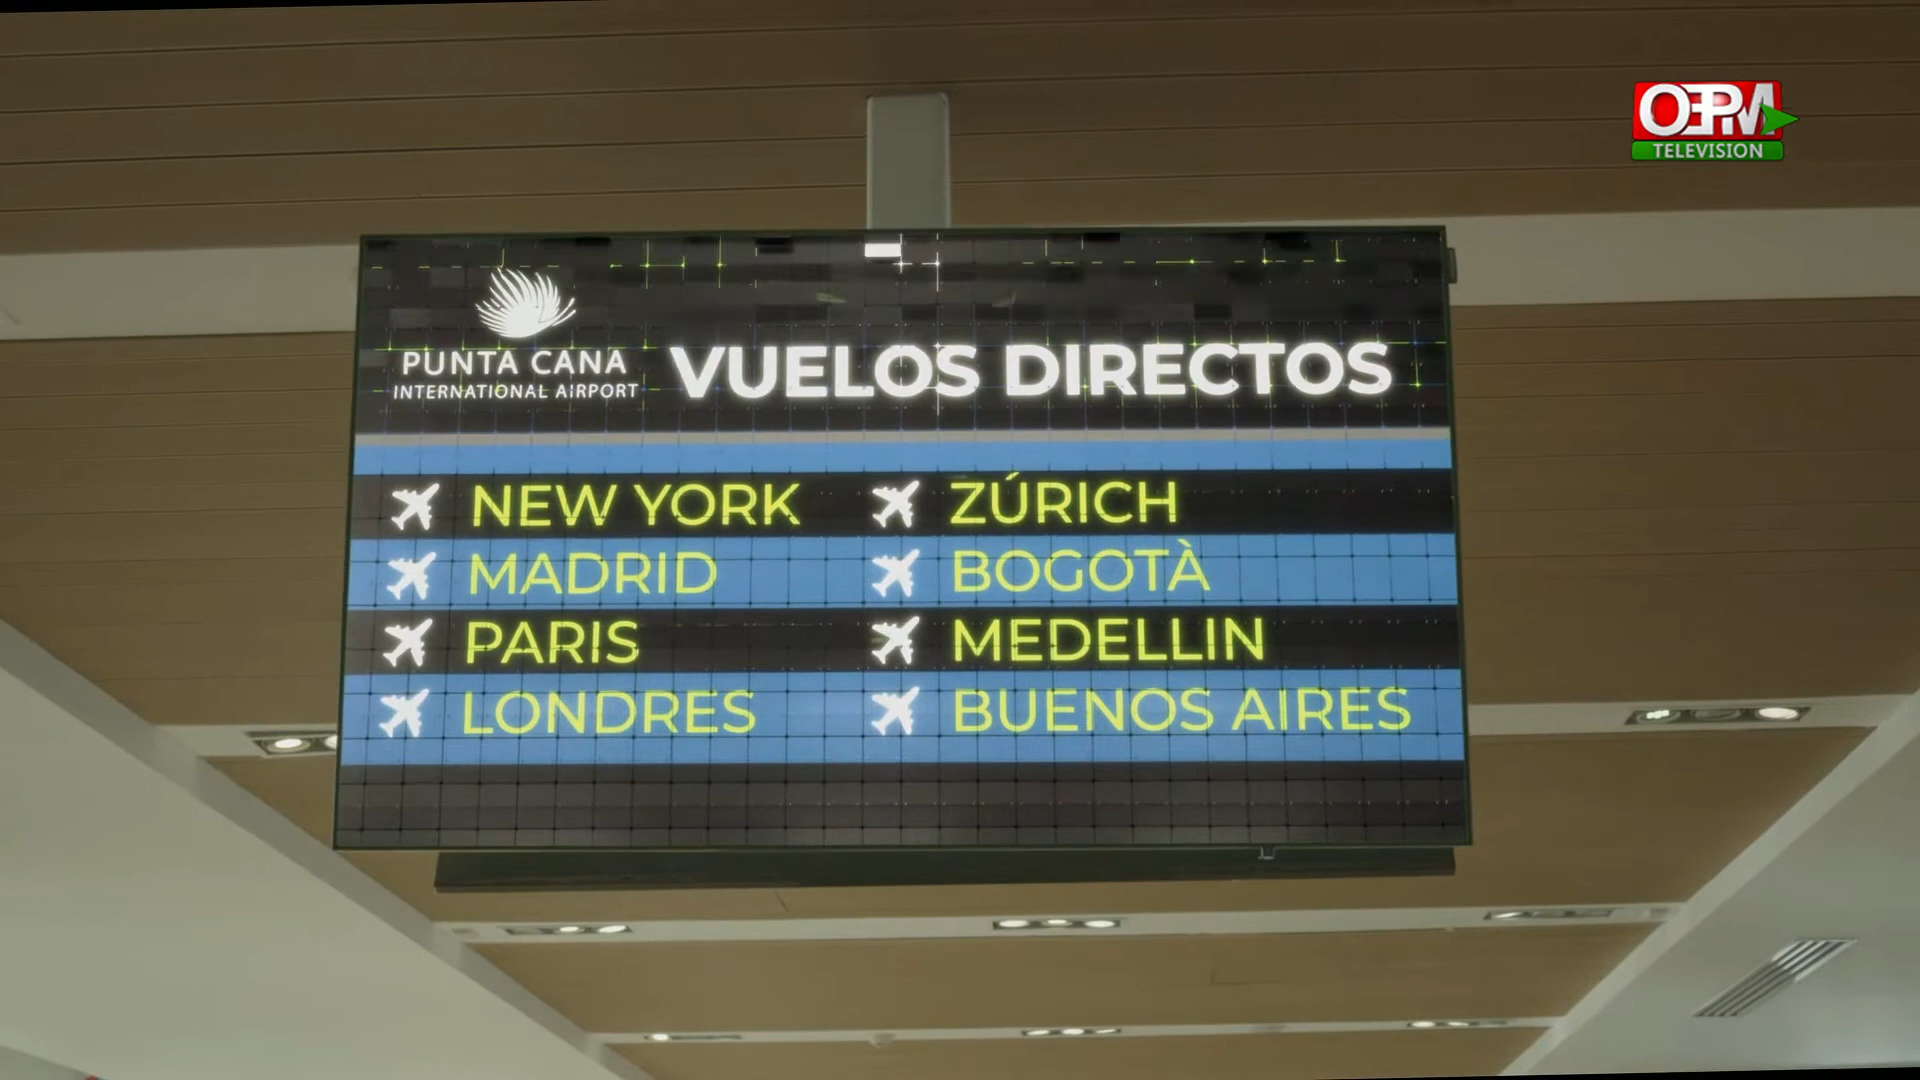 OEPM
TELEVISION
PUNTA CANA
INTERNATIONAL AIRPORT
VUELOS DIRECTOS
NEW YORK
MADRID
PARIS
LONDRES
ZÚRICH
BOGOTÀ
MEDELLIN
BUENOS AIRES